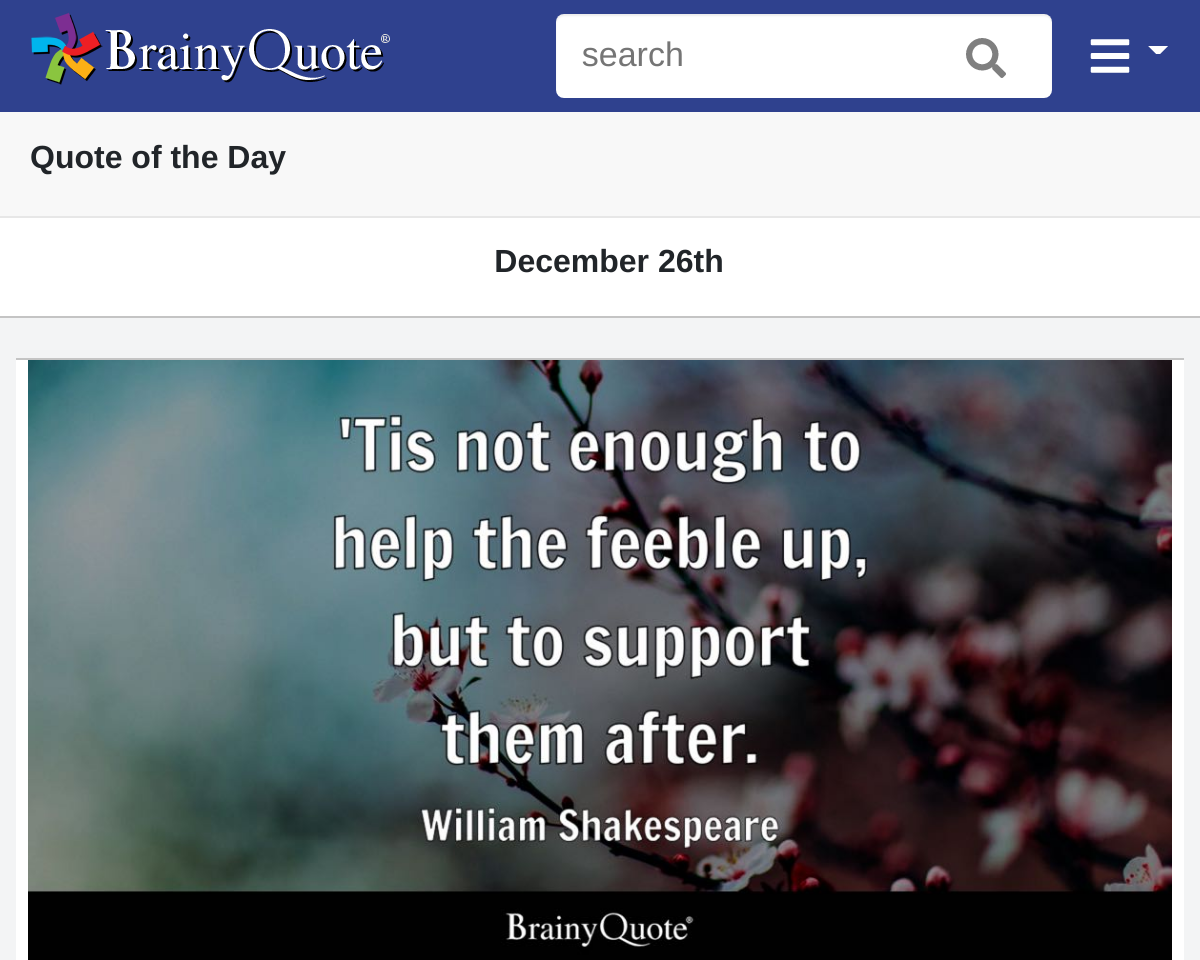 BrainyQuote®
search
Quote of the Day
December 26th
'Tis not enough to
help the feeble up,
but to support
them after.
William Shakespeare
BrainyQuote®